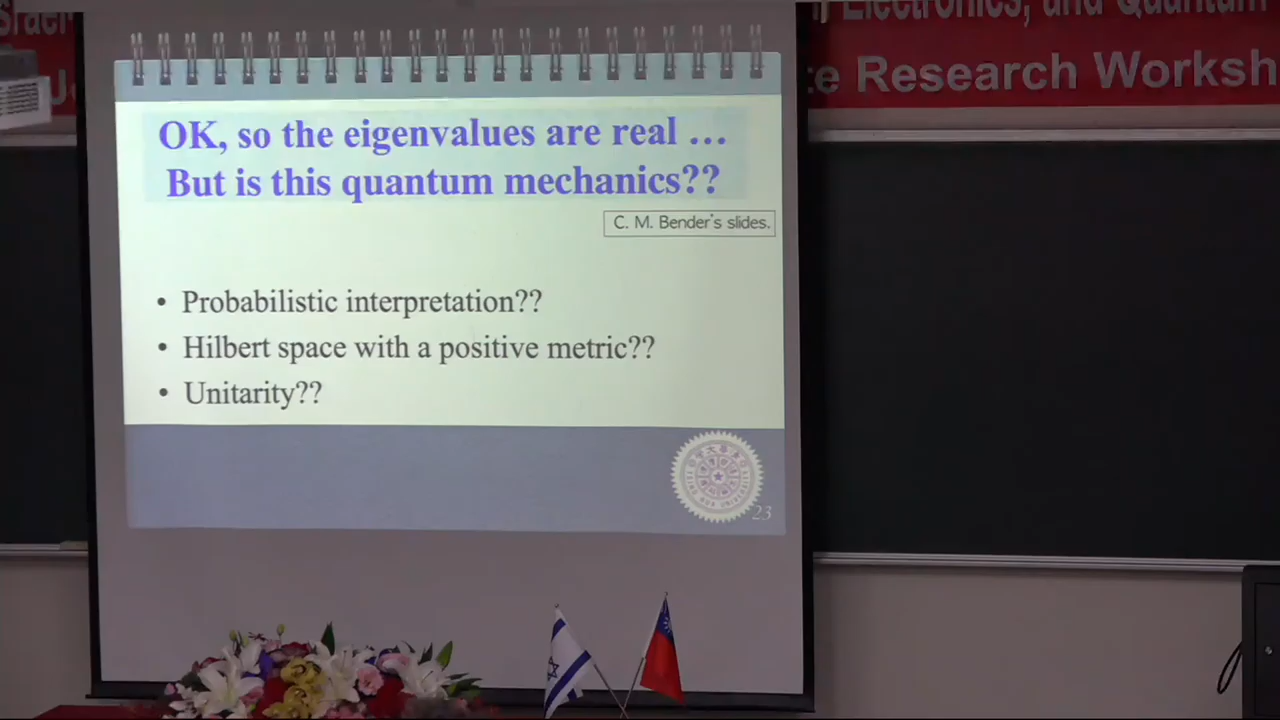 Electronics, and Quantum
te Research Worksh
OK, so the eigenvalues are real ...
But is this quantum mechanics??
C. M. Bender's slides.
• Probabilistic interpretation??
• Hilbert space with a positive metric??
• Unitarity??
23